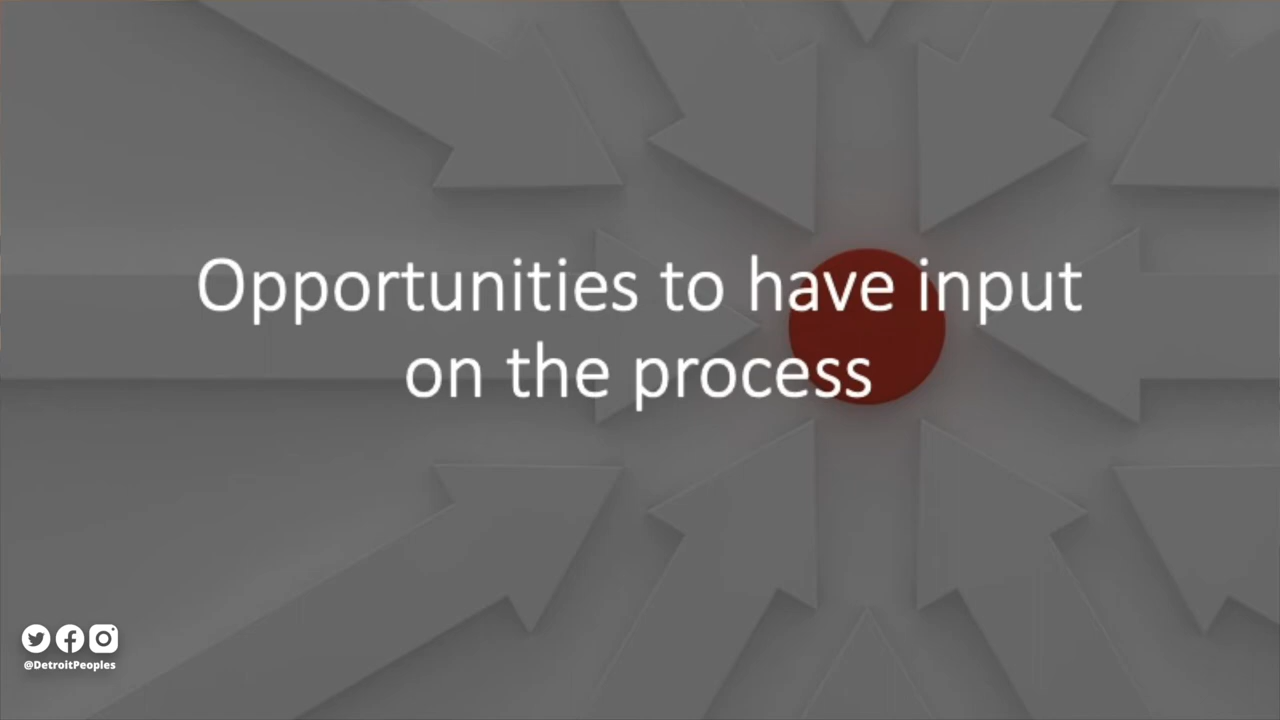 Opportunities to have input
on the process
@DetroitPeoples